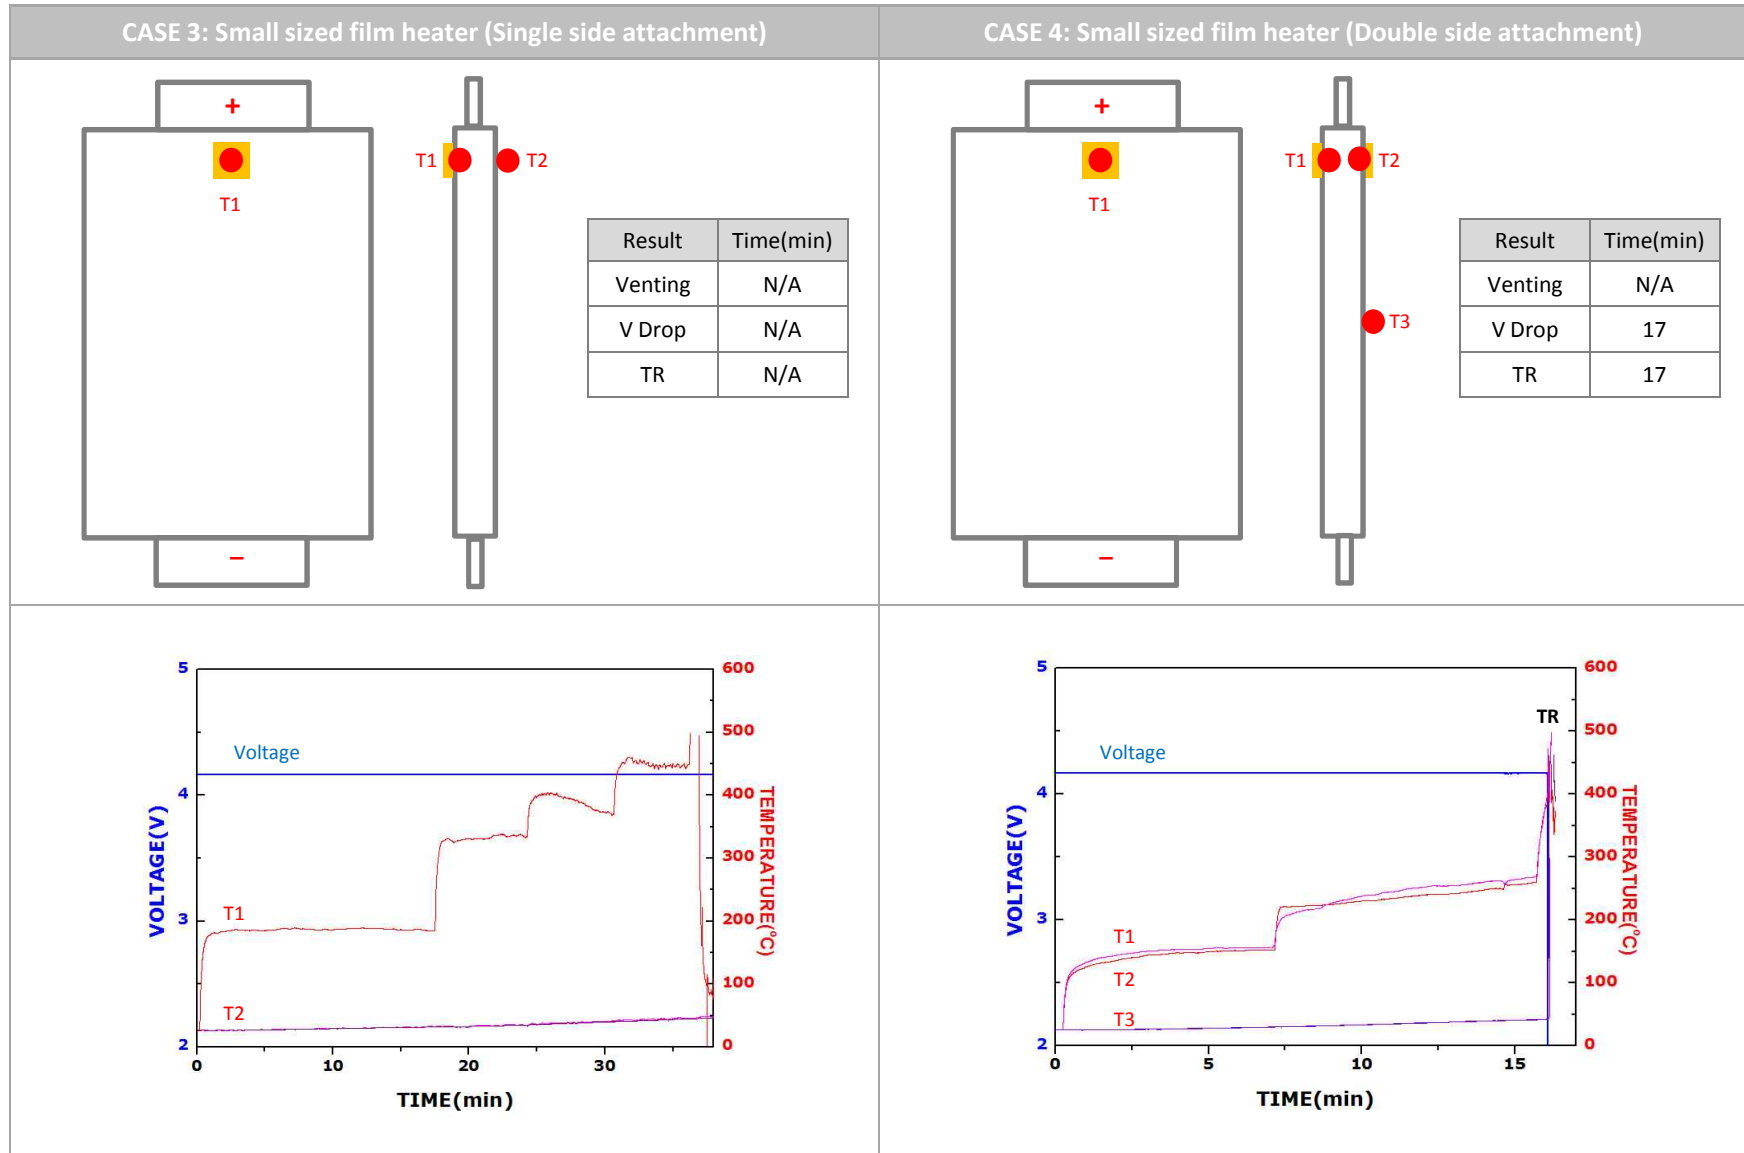 CASE 3: Small sized film heater (Single side attachment)
CASE 4: Small sized film heater (Double side attachment)
+
T1
–
T1
T2
Result Time(min)
Venting N/A
V Drop N/A
TR N/A
+
T1
–
T1
T2
T3
Result Time(min)
Venting N/A
V Drop 17
TR 17
5
4
3
2
VOLTAGE(V)
Voltage
T1
T2
600
500
400
300
200
100
0
TEMPERATURE(°C)
0 10 20 30
TIME(min)
5
4
3
2
VOLTAGE(V)
Voltage
TR
T1
T2
T3
600
500
400
300
200
100
0
TEMPERATURE(°C)
0 5 10 15
TIME(min)